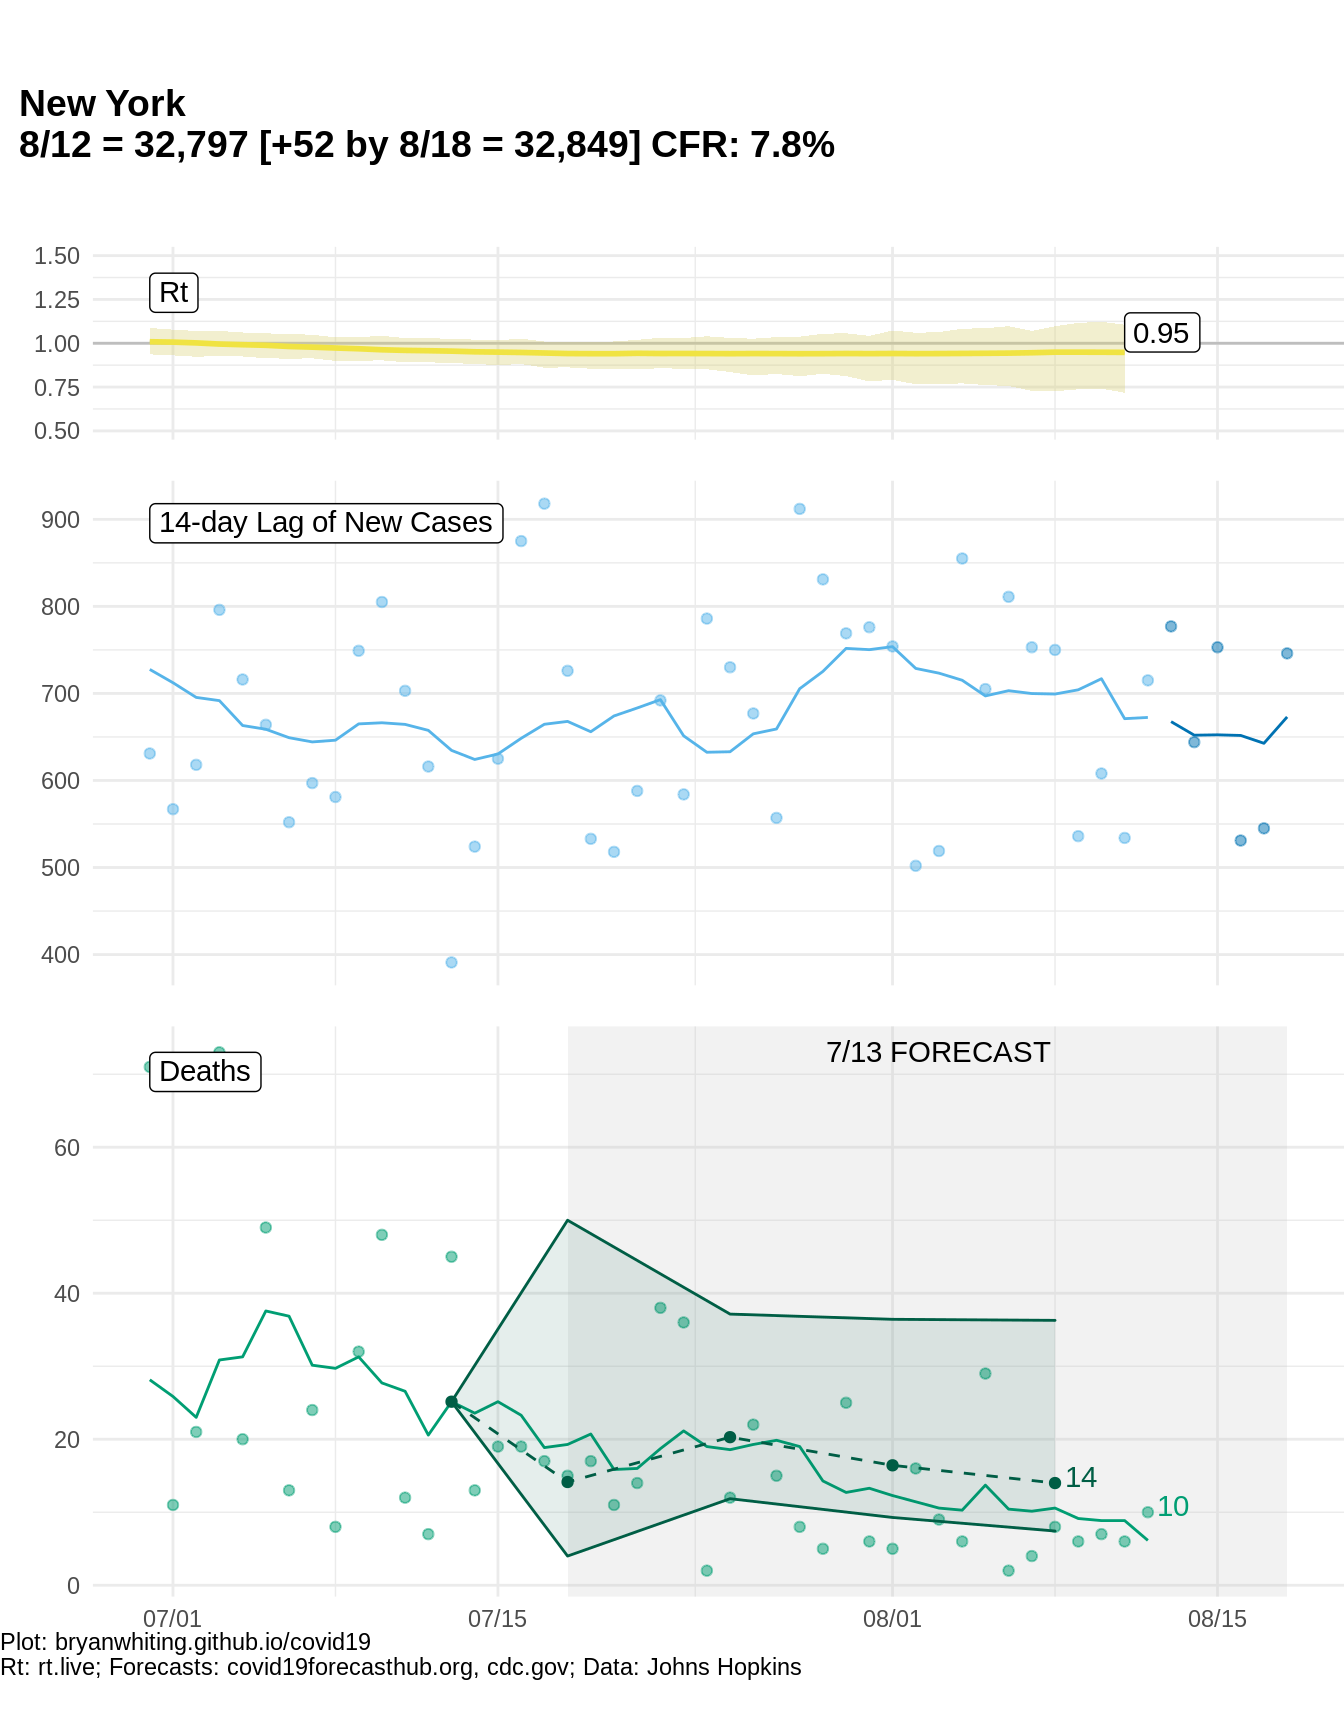 New York
8/12 = 32,797 [+52 by 8/18 = 32,849] CFR: 7.8%
1.50
Rt
1.25
0.95
1.00
0.75
0.50
14-day Lag of New Cases
900
800
700
600
500
400
7/13 FORECAST
Deaths
60
40
20
14
10
0
07/01 07/15 08/01 08/15
Plot: bryanwhiting.github.io/covid19
Rt: rt.live; Forecasts: covid19forecasthub.org, cdc.gov; Data: Johns Hopkins